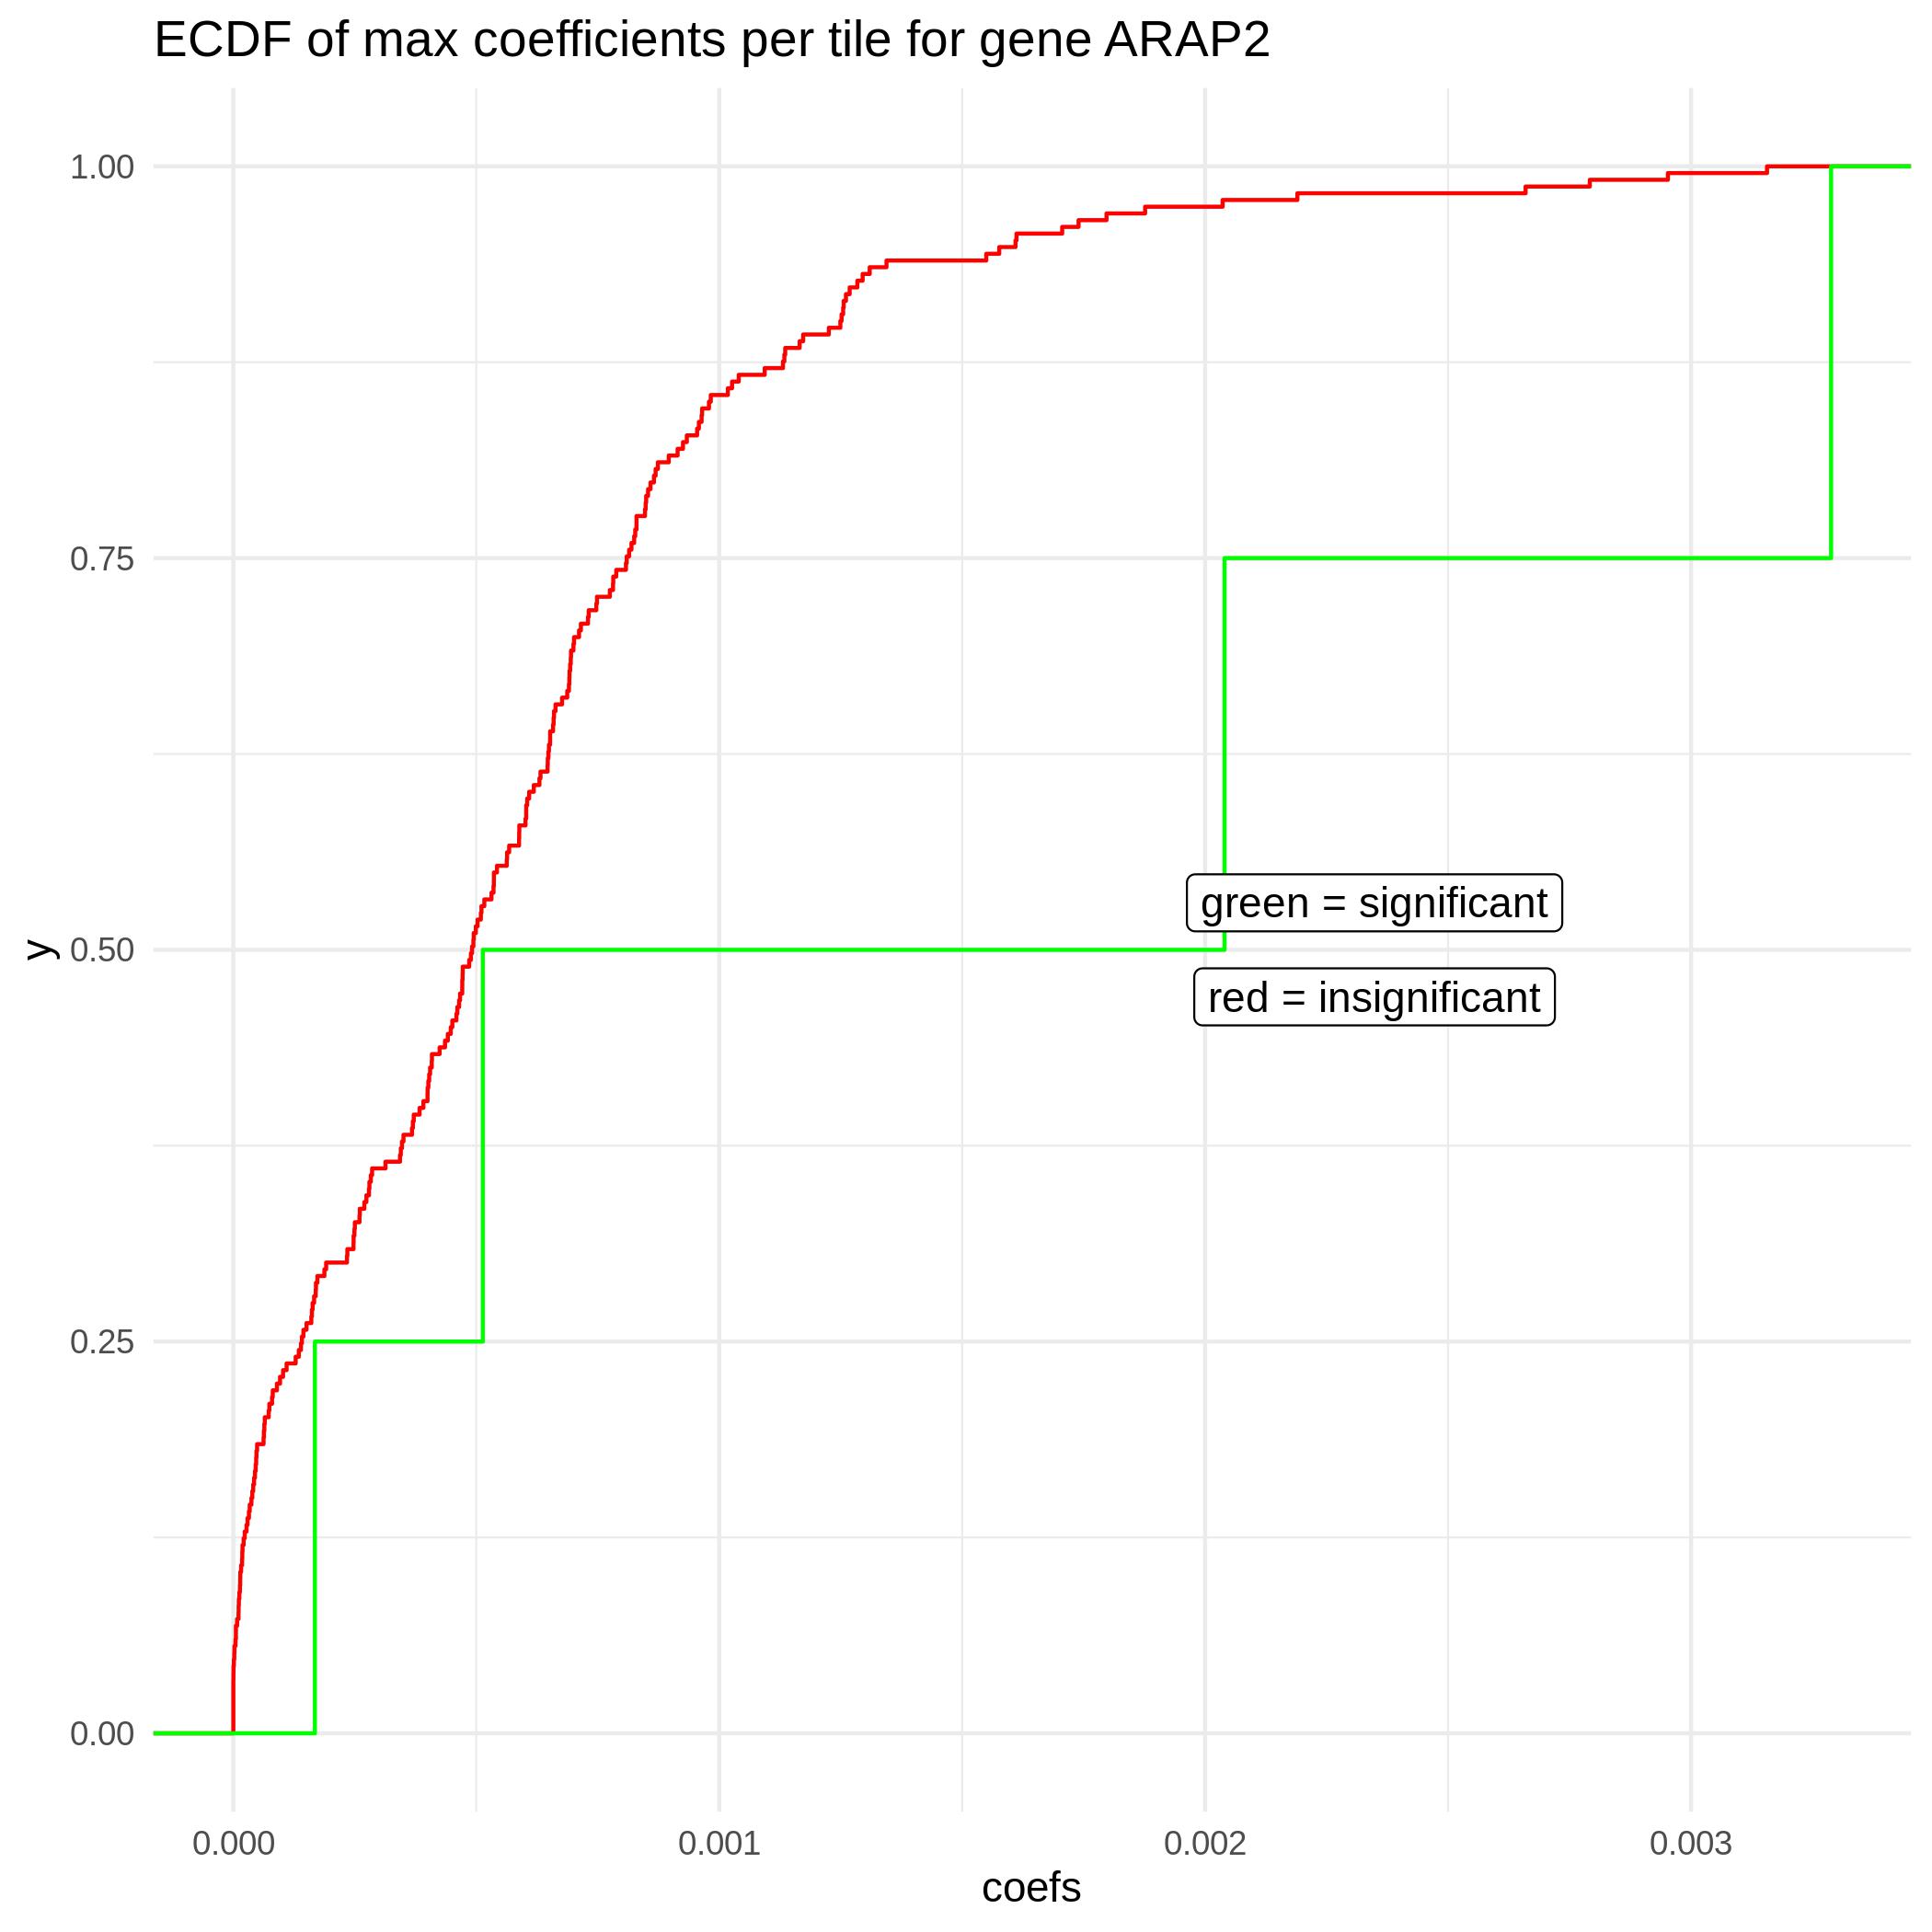 ECDF of max coefficients per tile for gene ARAP2
1.00
0.75
0.50
0.25
0.00
y
green = significant
red = insignificant
0.000
0.001
0.002
0.003
coefs